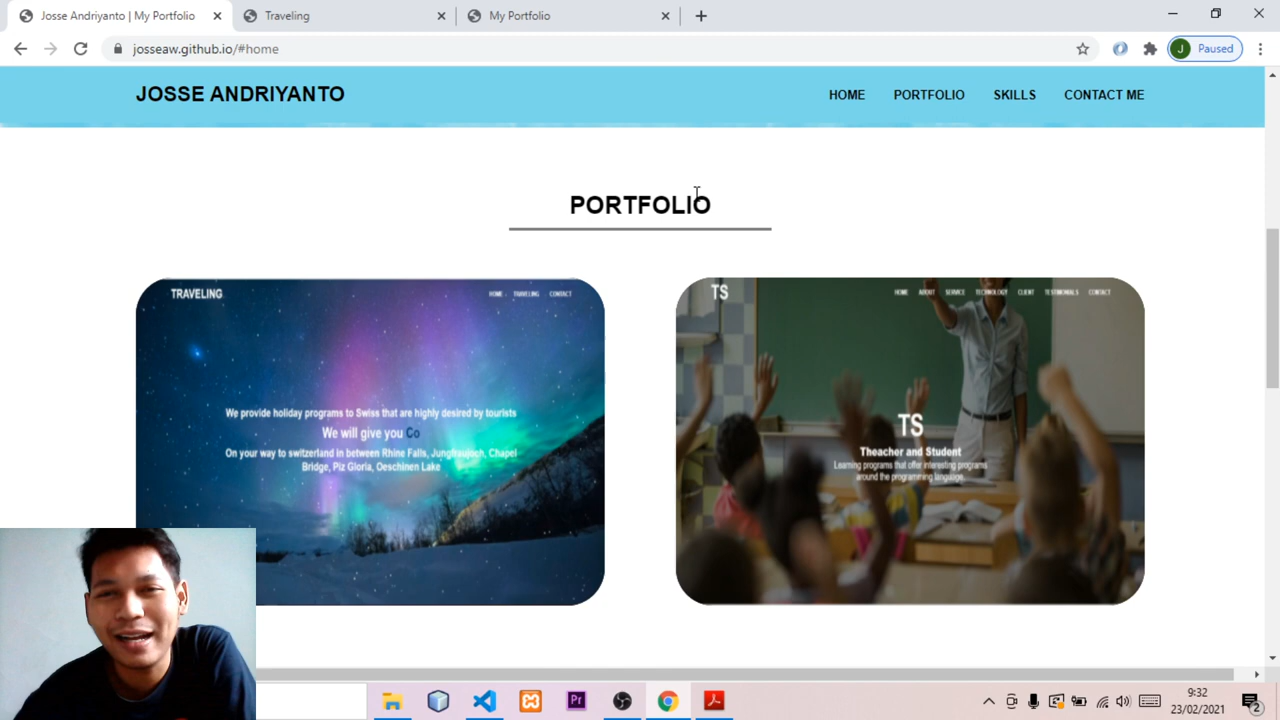 Josse Andriyanto | My Portfolio
Traveling
My Portfolio
josseaw.github.io/#home
J
Paused
JOSSE ANDRIYANTO
HOME
PORTFOLIO
SKILLS
CONTACT ME
PORTFOLIO
TRAVELING
HOME
TRAVELING
CONTACT
We provide holiday programs to Swiss that are highly desired by tourists
We will give you Co
On your way to switzerland in between Rhine Falls, Jungfraujoch, Chapel
Bridge, Piz Gloria, Oeschinen Lake
TS
HOME
ABOUT
SERVICE
TECHNOLOGY
CLIENT
TESTIMONIALS
CONTACT
TS
Theacher and Student
Learning programs that offer interesting programs
around the programming language.
Pr
9:32
23/02/2021
2